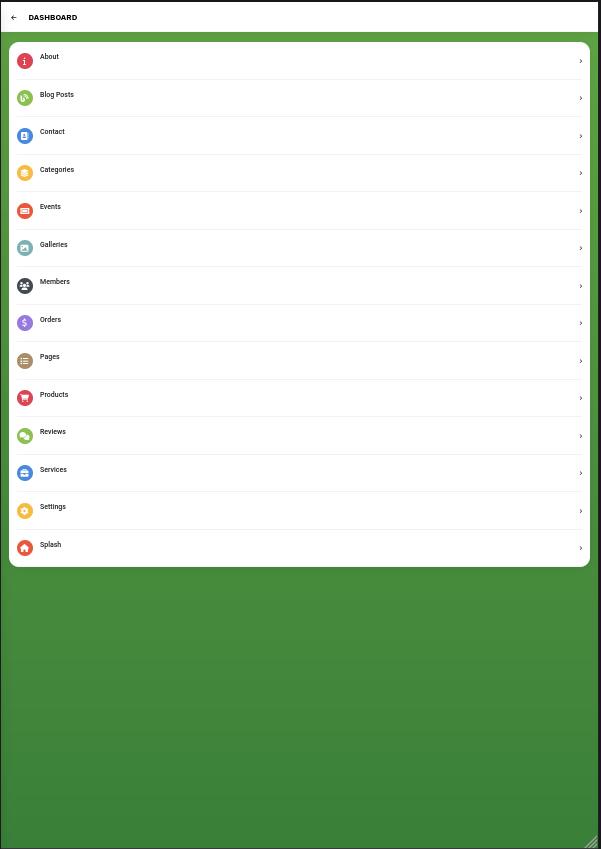 DASHBOARD
About
Blog Posts
Contact
Categories
Events
Galleries
Members
Orders
Pages
Products
Reviews
Services
Settings
Splash